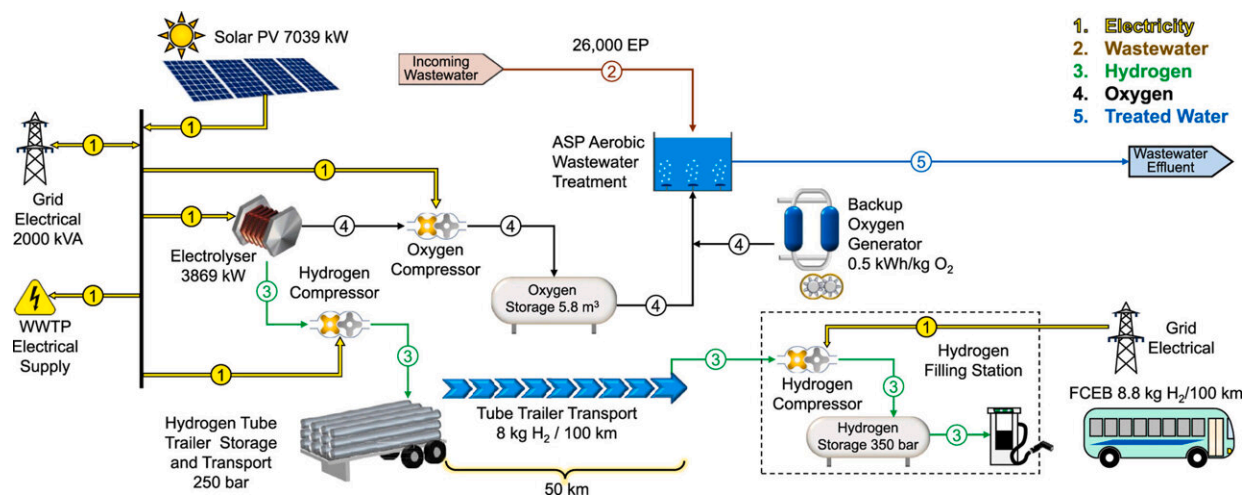 Solar PV 7039 kW
26,000 EP
Incoming
Wastewater
2
1. Electricity
2. Wastewater
3. Hydrogen
4. Oxygen
5. Treated Water
1
1
Grid
Electrical
2000 kVA
1
ASP Aerobic
Wastewater
Treatment
5
Wastewater
Effluent
1
4
4
Electrolyser
3869 kW
Oxygen
Compressor
4
Backup
Oxygen
Generator
0.5 kWh/kg O₂
3
Hydrogen
Compressor
Oxygen
Storage 5.8 m³
4
1
WWTP
Electrical
Supply
1
3
3
1
Grid
Electrical
Hydrogen
Filling Station
Hydrogen
Compressor
3
Hydrogen Tube
Trailer Storage
and Transport
250 bar
Tube Trailer Transport
8 kg H₂ / 100 km
50 km
Hydrogen
Storage 350 bar
3
FCEB 8.8 kg H₂/100 km